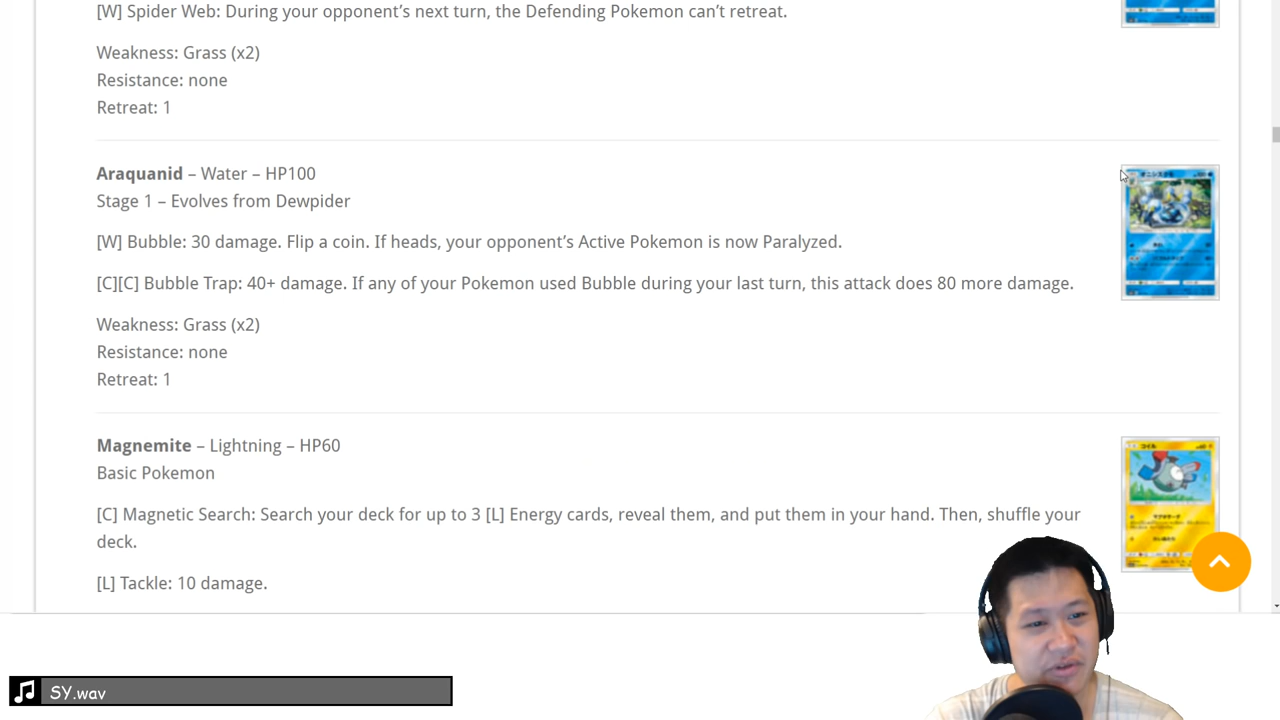 [W] Spider Web: During your opponent’s next turn, the Defending Pokemon can’t retreat.
Weakness: Grass (x2)
Resistance: none
Retreat: 1
Araquanid – Water – HP100
Stage 1 – Evolves from Dewpider
[W] Bubble: 30 damage. Flip a coin. If heads, your opponent’s Active Pokemon is now Paralyzed.
[C][C] Bubble Trap: 40+ damage. If any of your Pokemon used Bubble during your last turn, this attack does 80 more damage.
Weakness: Grass (x2)
Resistance: none
Retreat: 1
Magnemite – Lightning – HP60
Basic Pokemon
コイル
[C] Magnetic Search: Search your deck for up to 3 [L] Energy cards, reveal them, and put them in your hand. Then, shuffle your
deck.
[L] Tackle: 10 damage.
SY.wav